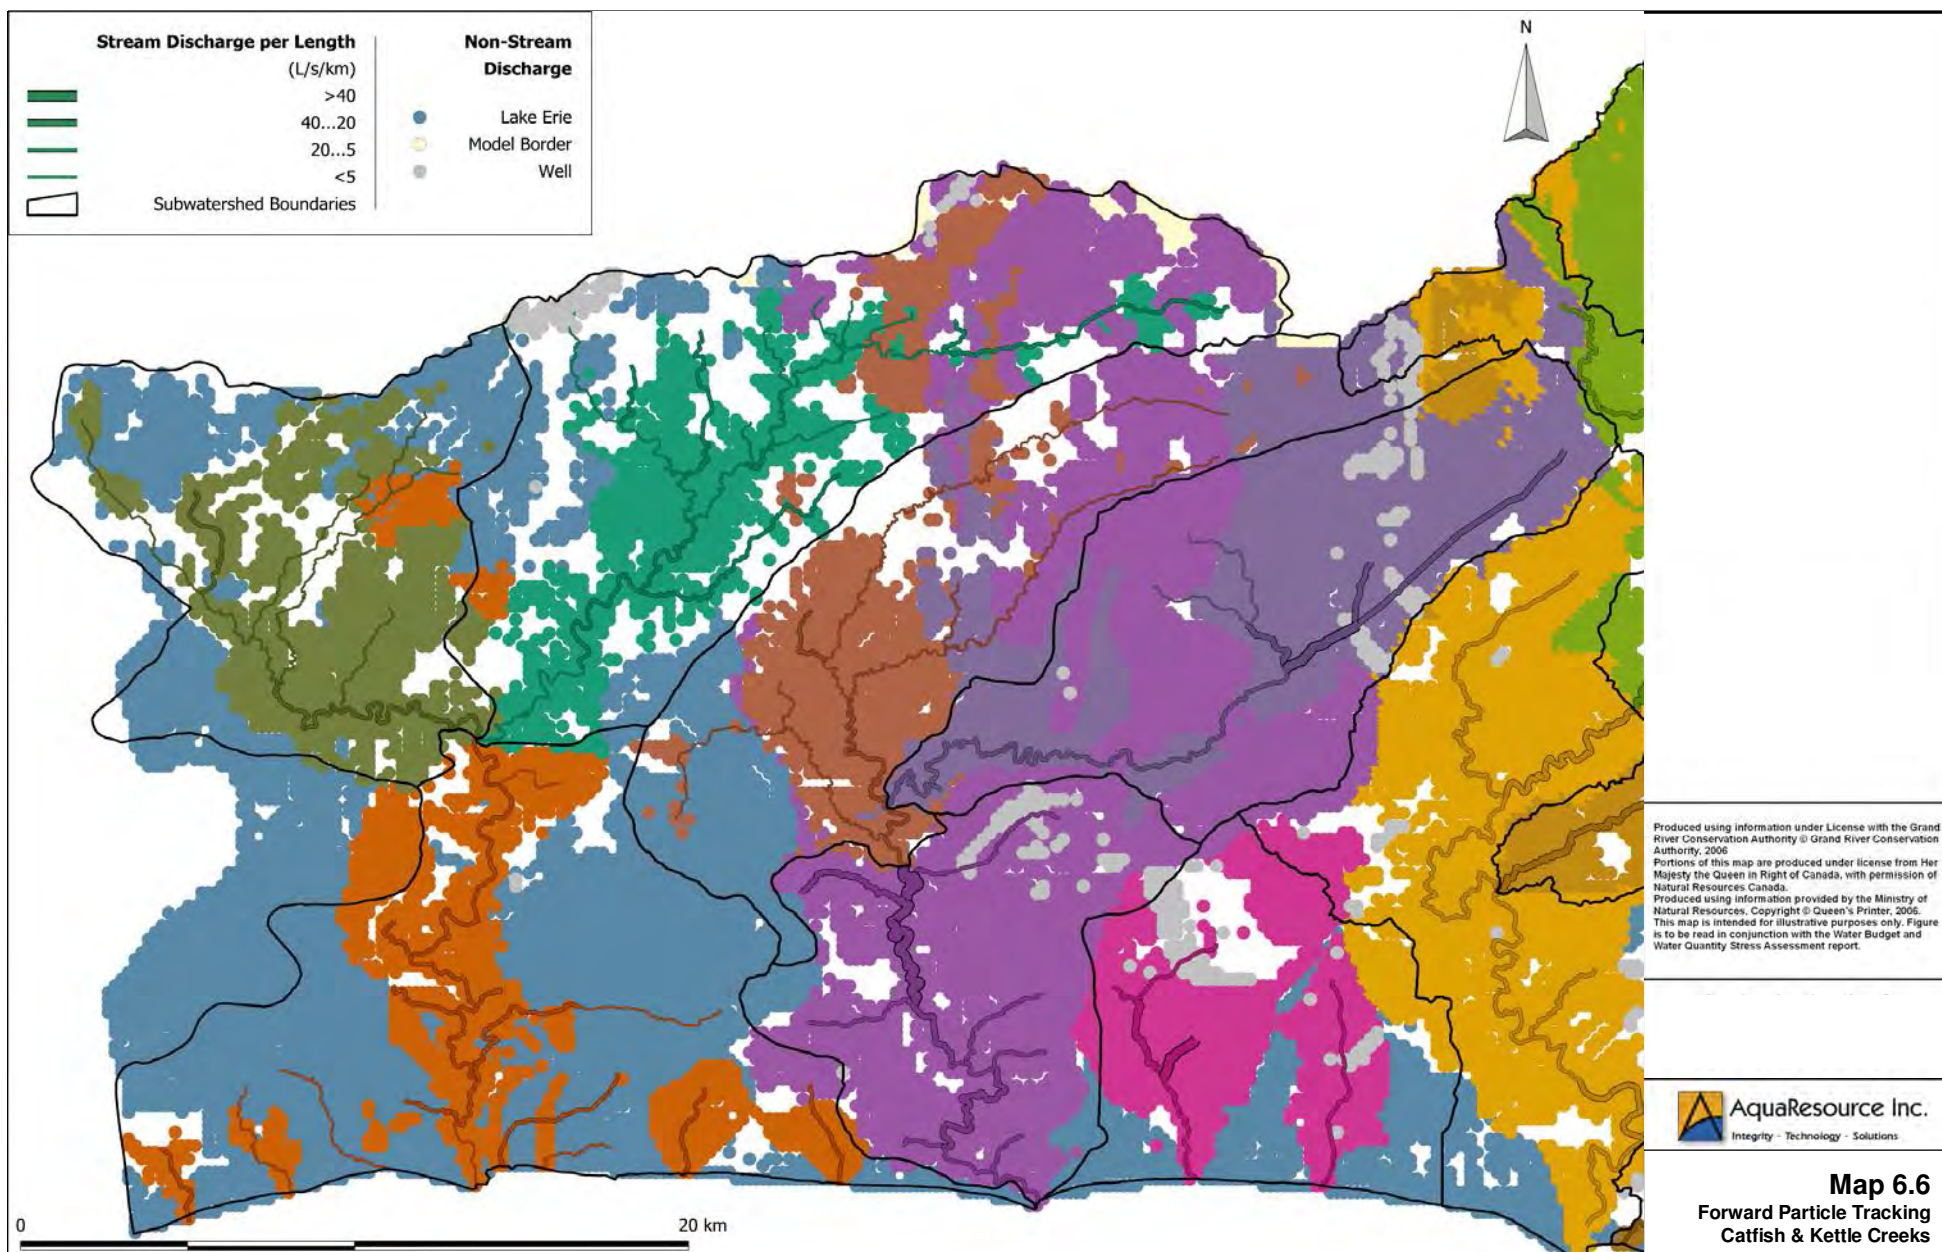 Stream Discharge per Length
(L/s/km)
>40
40...20
20...5
<5
Subwatershed Boundaries
Non-Stream
Discharge
Lake Erie
Model Border
Well
N
Produced using information under License with the Grand
River Conservation Authority © Grand River Conservation
Authority, 2006
Portions of this map are produced under license from Her
Majesty the Queen in Right of Canada, with permission of
Natural Resources Canada.
Produced using information provided by the Ministry of
Natural Resources, Copyright © Queen's Printer, 2006.
This map is intended for illustrative purposes only. Figure
is to be read in conjunction with the Water Budget and
Water Quantity Stress Assessment report.
AquaResource Inc.
Integrity - Technology - Solutions
Map 6.6
Forward Particle Tracking
Catfish & Kettle Creeks
0
20 km